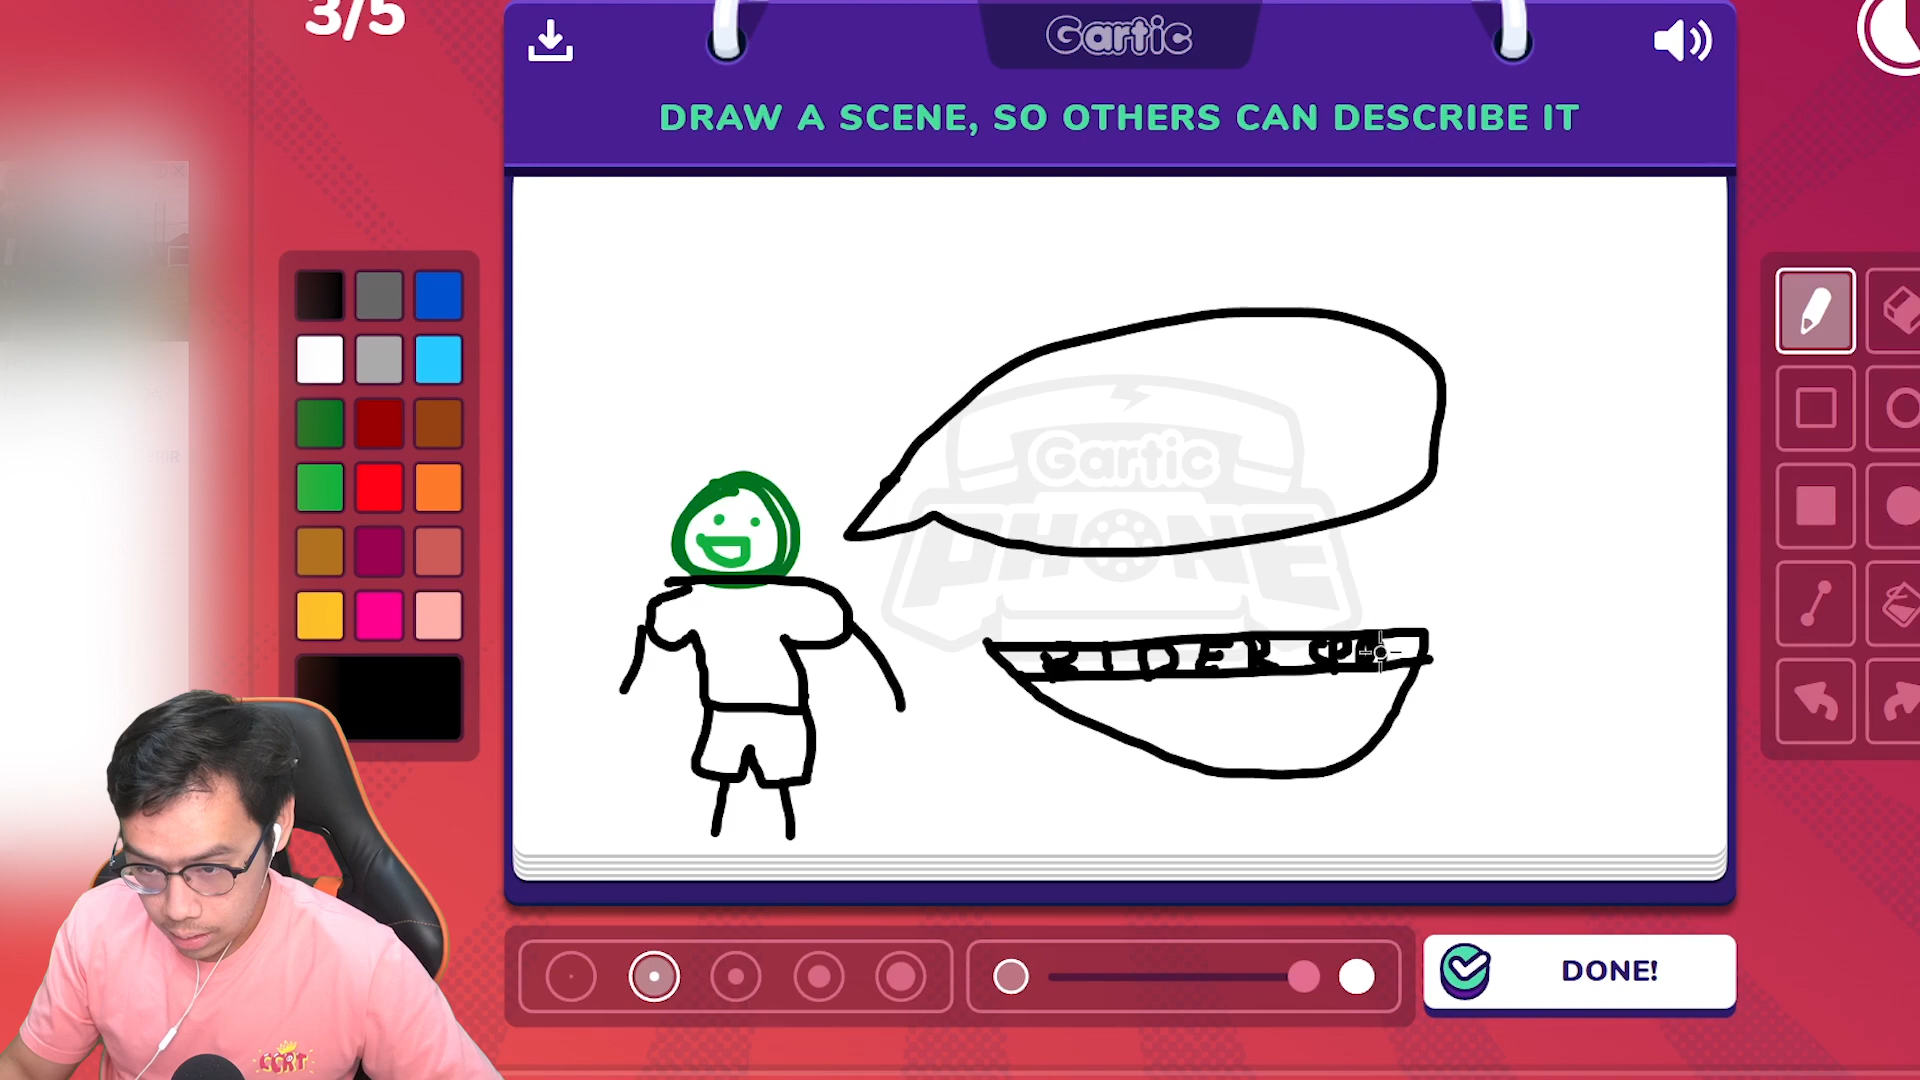 3/5
Gartic
DRAW A SCENE, SO OTHERS CAN DESCRIBE IT
Gartic
PHONE
RIDER
DONE!